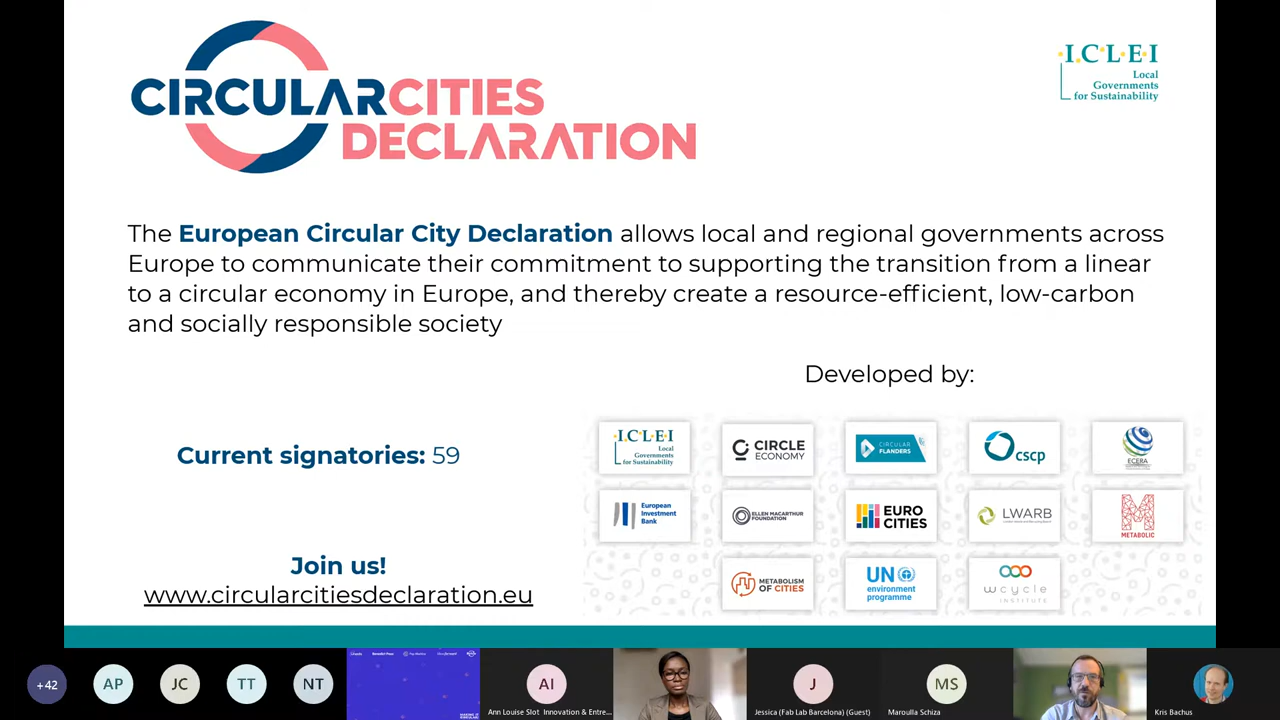 CIRCULARCITIES
DECLARATION
I.C.L.E.I
Local
Governments
for Sustainability
The European Circular City Declaration allows local and regional governments across
Europe to communicate their commitment to supporting the transition from a linear
to a circular economy in Europe, and thereby create a resource-efficient, low-carbon
and socially responsible society
Developed by:
Current signatories: 59
Join us!
www.circularcitiesdeclaration.eu
I.C.L.E.I
Local
Governments
for Sustainability
CIRCLE
ECONOMY
CIRCULAR
FLANDERS
cscp
ECERA
European
Investment
Bank
ELLEN MACARTHUR
FOUNDATION
EURO
CITIES
LWARB
METABOLIC
METABOLISM
OF CITIES
UN
environment
programme
wcycle
INSTITUTE
+42
AP
JC
TT
NT
AI
Ann Louise Slot Innovation & Entre...
J
Jessica (Fab Lab Barcelona) (Guest)
MS
Maroulla Schiza
Kris Bachus